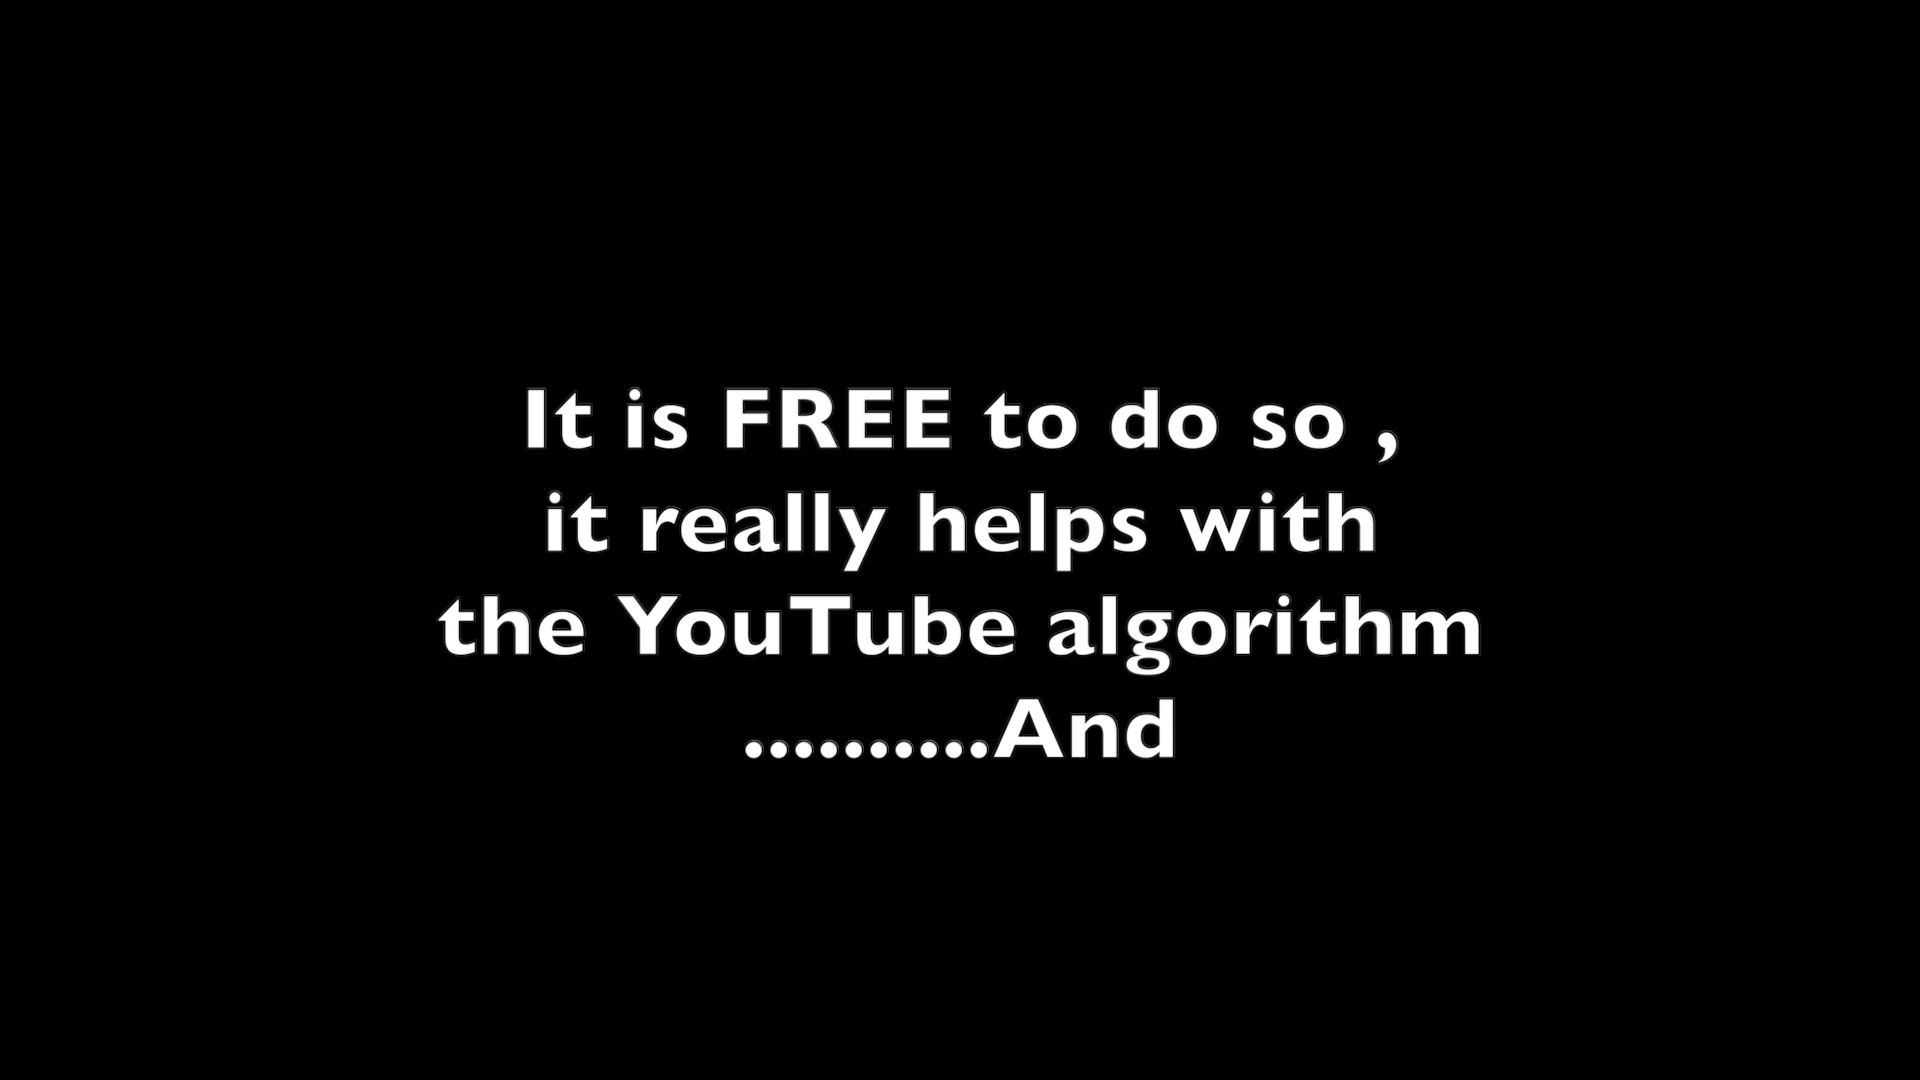 It is FREE to do so ,
it really helps with
the YouTube algorithm
..........And